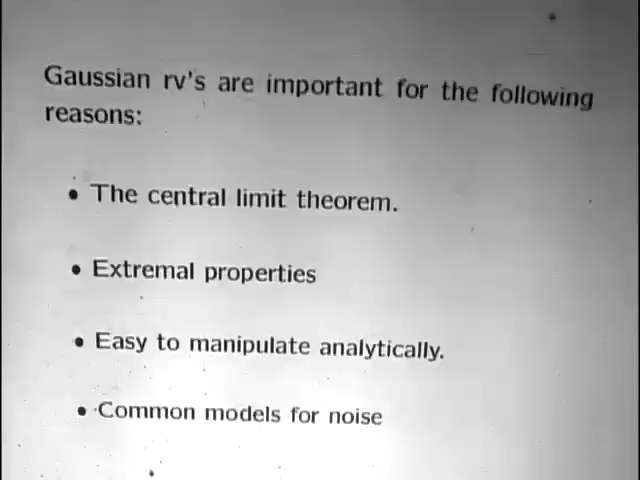 Gaussian rv's are important for the following
reasons:
• The central limit theorem.
• Extremal properties
• Easy to manipulate analytically.
• Common models for noise